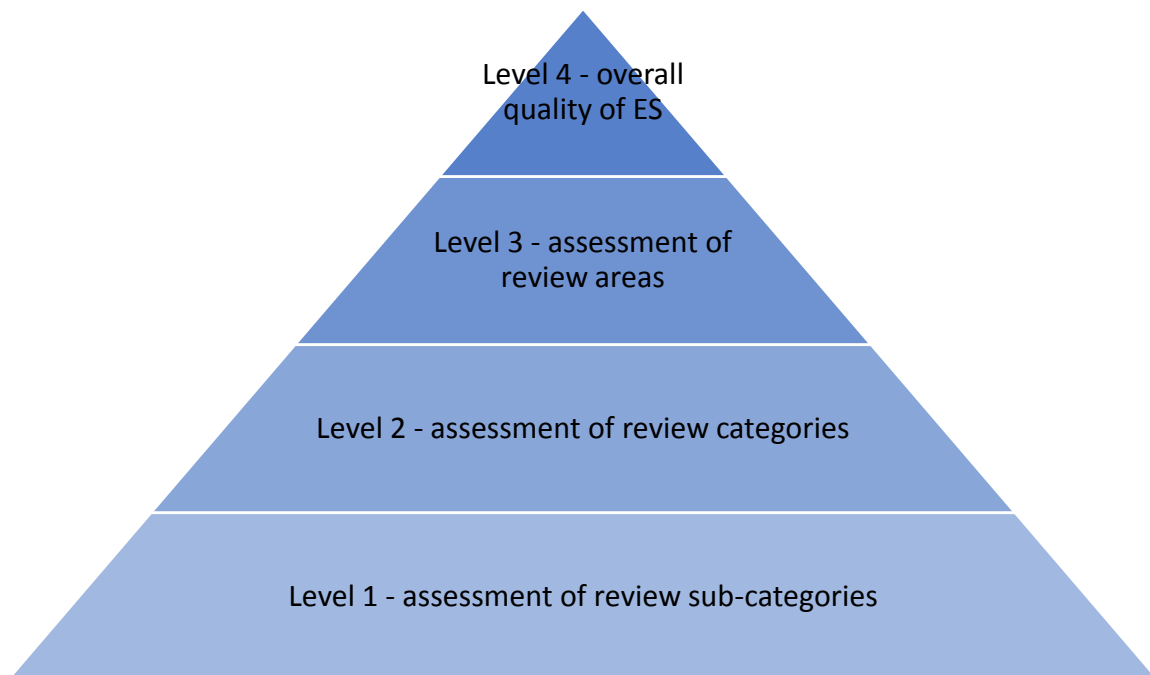 Level 4 - overall
quality of ES
Level 3 - assessment of
review areas
Level 2 - assessment of review categories
Level 1 - assessment of review sub-categories